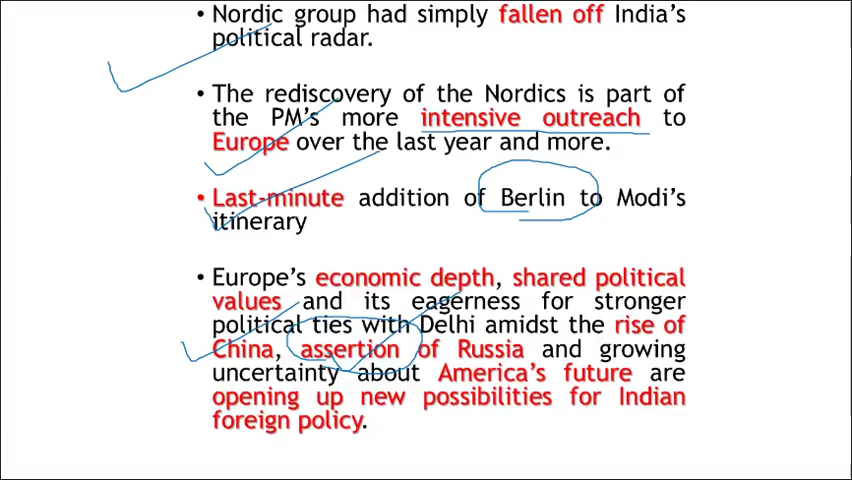 • Nordic group had simply fallen off India's
political radar.
• The rediscovery of the Nordics is part of
the PM's more intensive outreach to
Europe over the last year and more.
• Last-minute addition of Berlin to Modi's
itinerary
• Europe's economic depth, shared political
values and its eagerness for stronger
political ties with Delhi amidst the rise of
China, assertion of Russia and growing
uncertainty about America's future are
opening up new possibilities for Indian
foreign policy.